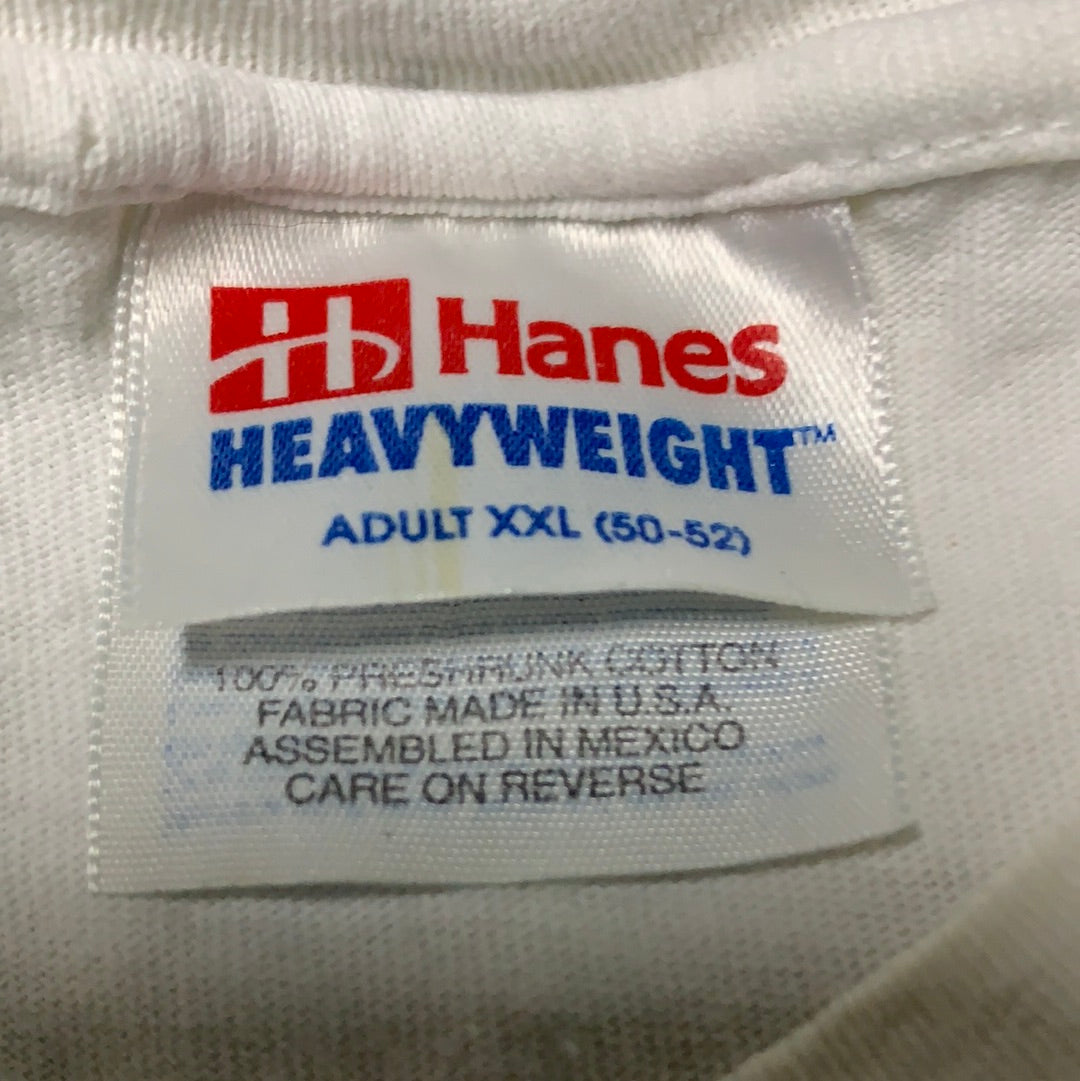 H Hanes
HEAVYWEIGHT™
ADULT XXL (50-52)
100% PRESHRUNK COTTON
FABRIC MADE IN U.S.A.
ASSEMBLED IN MEXICO
CARE ON REVERSE